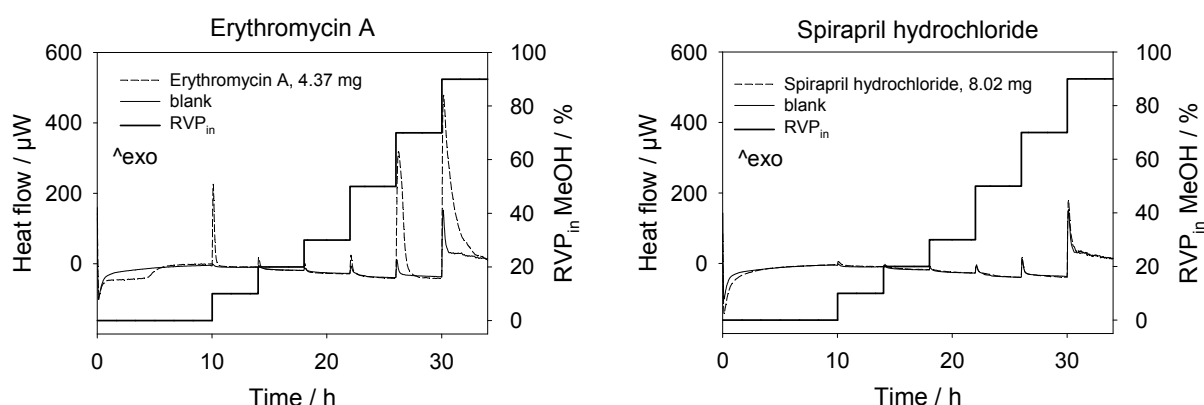 Erythromycin A
600
400
200
0
Heat flow / µW
Erythromycin A, 4.37 mg
blank
RVPin
^exo
100
80
60
40
20
0
RVPin MeOH / %
0 10 20 30
Time / h
Spirapril hydrochloride
600
400
200
0
Heat flow / µW
Spirapril hydrochloride, 8.02 mg
blank
RVPin
^exo
100
80
60
40
20
0
RVPin MeOH / %
0 10 20 30
Time / h